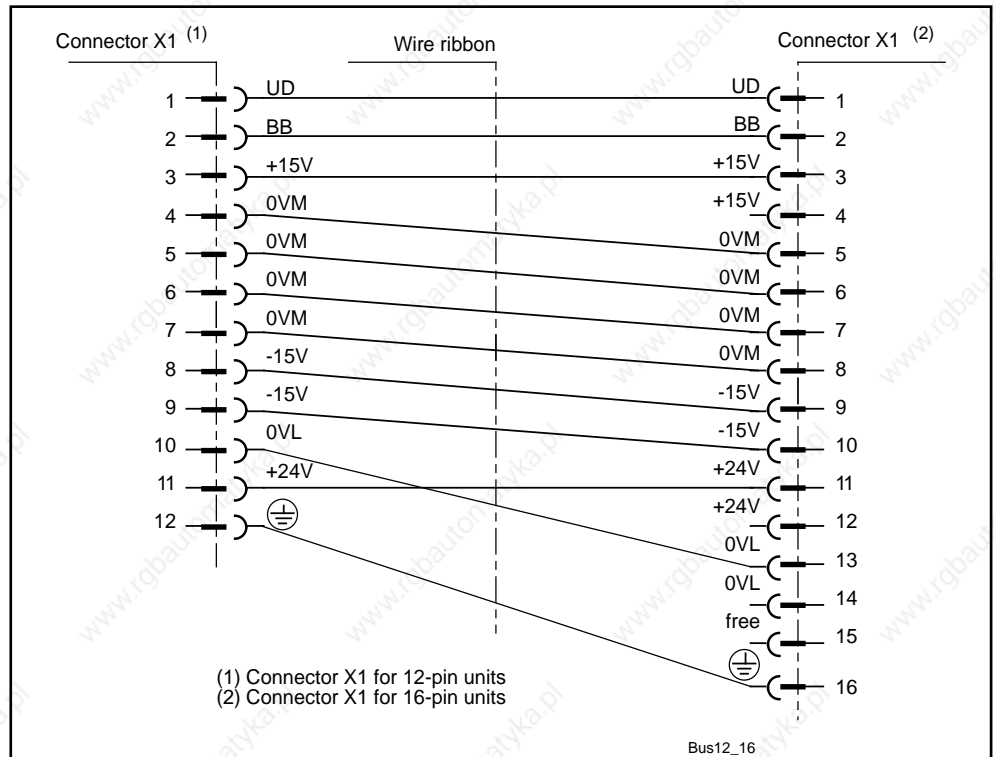 Connector X1 (1) Wire ribbon Connector X1 (2)
1 UD UD 1
2 BB BB 2
3 +15V +15V 3
+15V 4
4 0VM
5 0VM 0VM 5
6 0VM 0VM 6
7 0VM 0VM 7
8 -15V 0VM 8
9 -15V -15V 9
10 0VL -15V 10
11 +24V +24V 11
12 +24V 12
0VL 13
0VL 14
free 15
16
(1) Connector X1 for 12-pin units
(2) Connector X1 for 16-pin units
Bus12_16
www.rgbautomatyka.pl